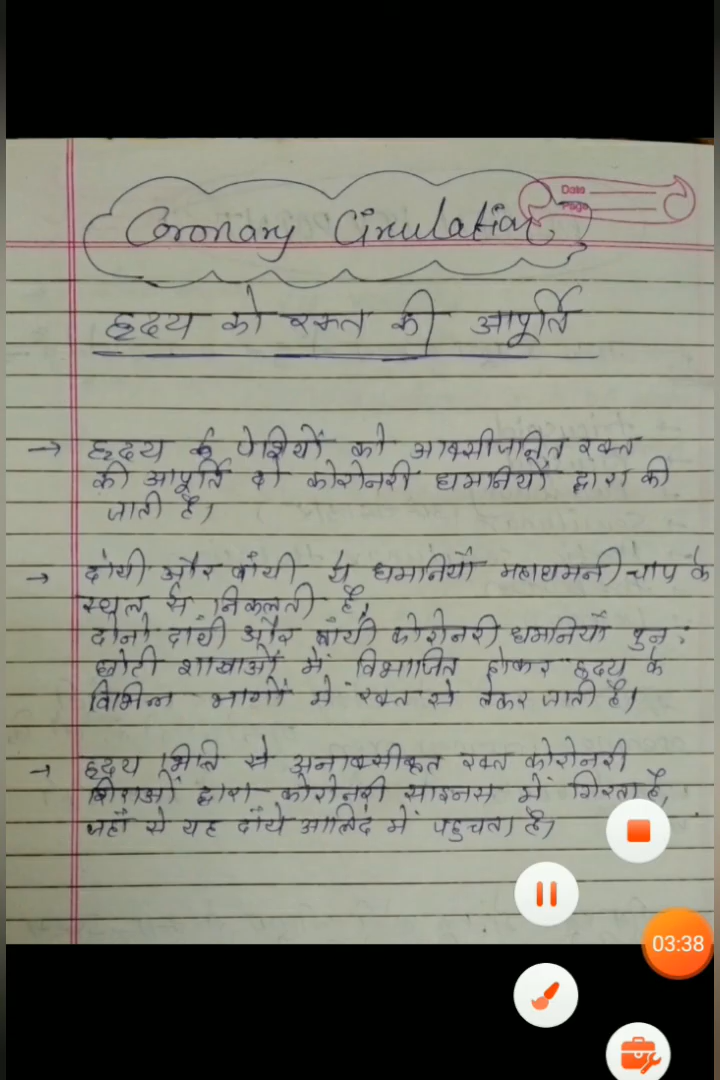 Date
Page
Coronary Cirulation
हृदय को रक्त की आपूर्ति
→ हृदय के पेशियों को आक्सीजनित रक्त
की आपूर्ति दो कोरोनरी धमनियों द्वारा की
जाती है।
→ दांयी और बांयी ये धमनियाँ महाधमनी चाप के
स्थल से निकलती है,
दोनो दांयी और बांयी कोरोनरी धमनियाँ पुन:
छोटी शाखाओं में विभाजित होकर हृदय के
विभिन्न भागों में रक्त से लेकर जाती है।
→ हृदय भित्ति से अनाक्सीकृत रक्त कोरोनरी
शिराओं द्वारा कोरोनरी साइनस में गिरता है,
जहाँ से यह दाँये आलिंद में पहुचता है।
03:38